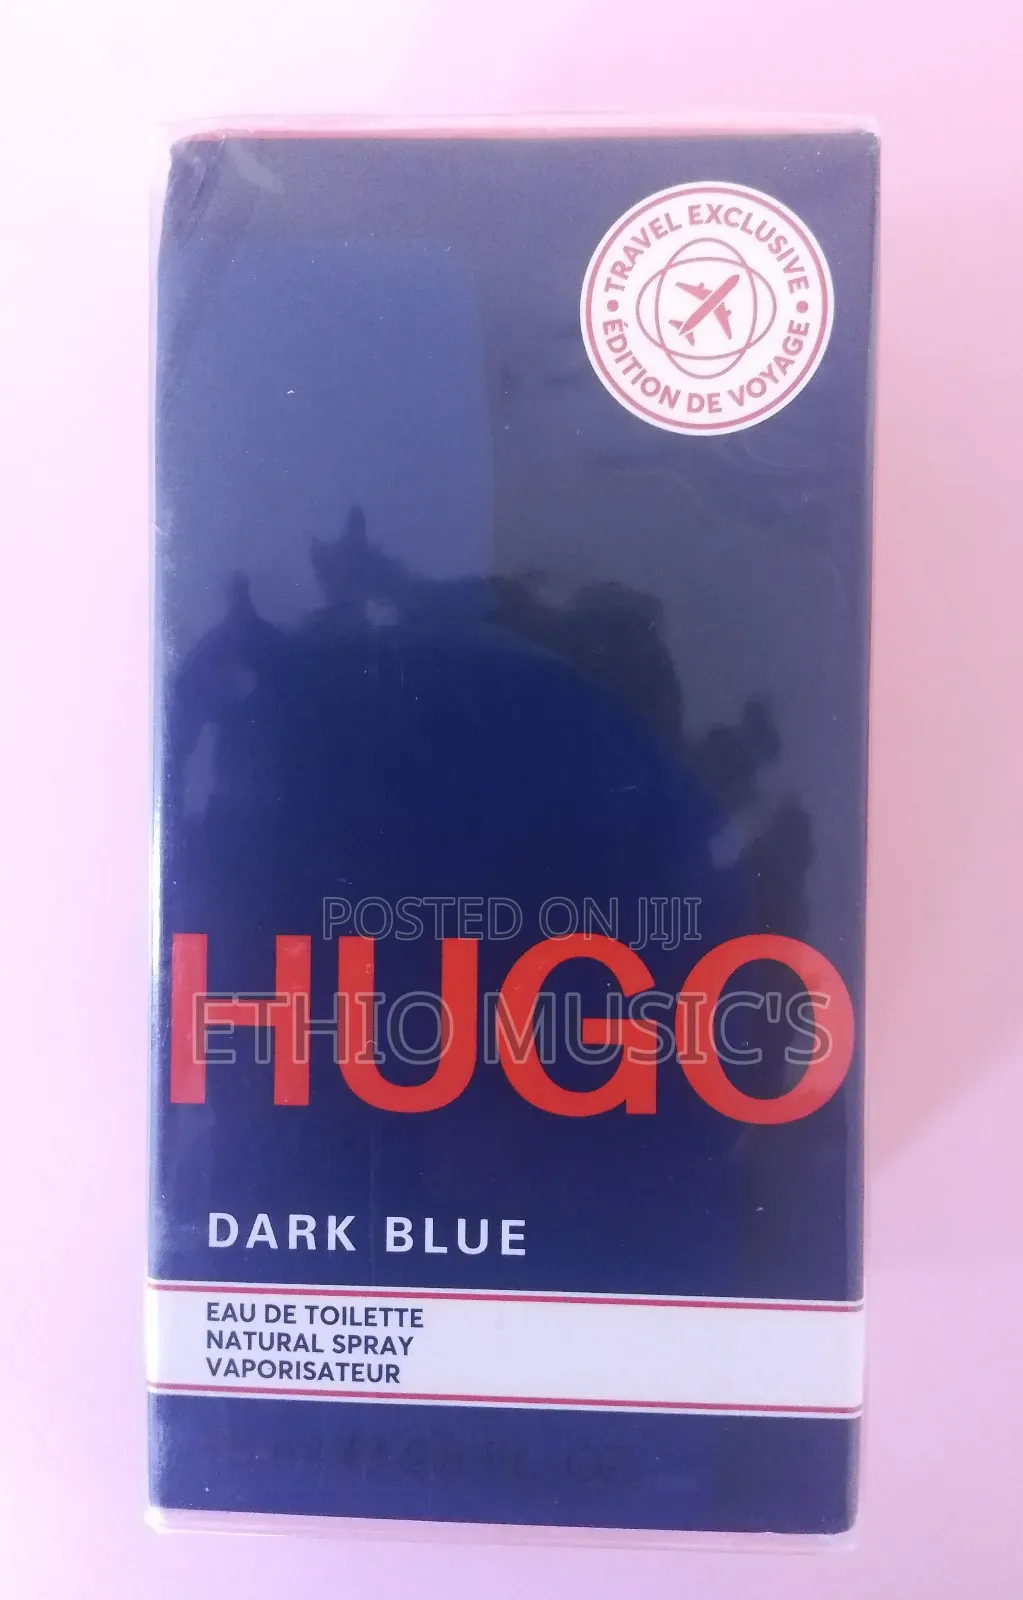 TRAVEL EXCLUSIVE
ÉDITION DE VOYAGE
POSTED ON JIJI
HUGO
ETHIO MUSIC'S
DARK BLUE
EAU DE TOILETTE
NATURAL SPRAY
VAPORISATEUR